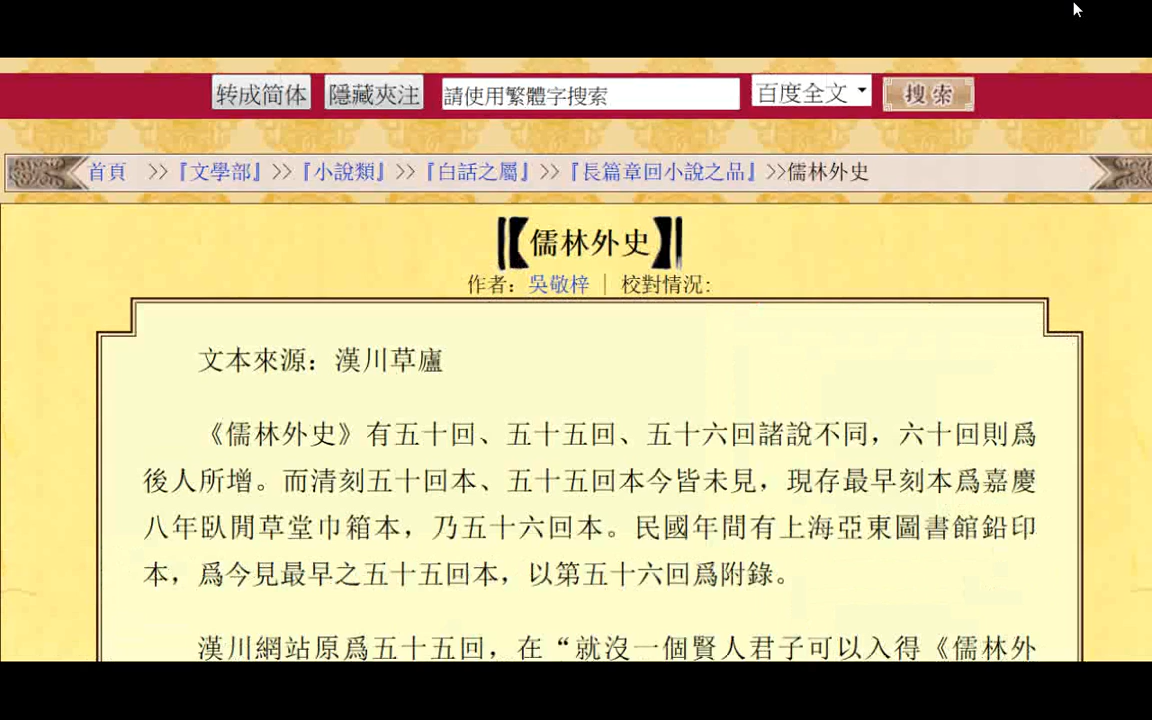 转成简体 隱藏夾注 請使用繁體字搜索 百度全文 搜索
首頁 >>『文學部』>>『小說類』>>『白話之屬』>>『長篇章回小說之品』>>儒林外史
【儒林外史】
作者：吳敬梓 ｜ 校對情況:
文本來源：漢川草廬
《儒林外史》有五十回、五十五回、五十六回諸說不同，六十回則爲
後人所增。而清刻五十回本、五十五回本今皆未見，現存最早刻本爲嘉慶
八年臥閒草堂巾箱本，乃五十六回本。民國年間有上海亞東圖書館鉛印
本，爲今見最早之五十五回本，以第五十六回爲附錄。
漢川網站原爲五十五回，在“就沒一個賢人君子可以入得《儒林外